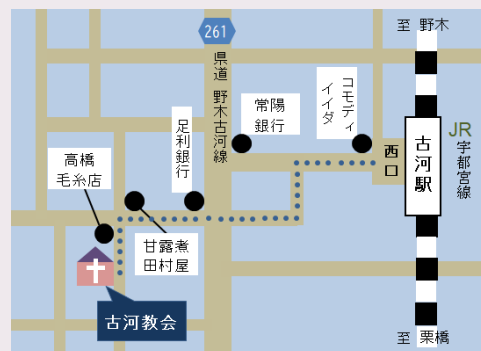 至 野木
261
県道 野木古河線
コモディ
イイダ
常陽
銀行
足利銀行
JR
宇都宮線
古河駅
西口
高橋
毛糸店
甘露煮
田村屋
古河教会
至 栗橋